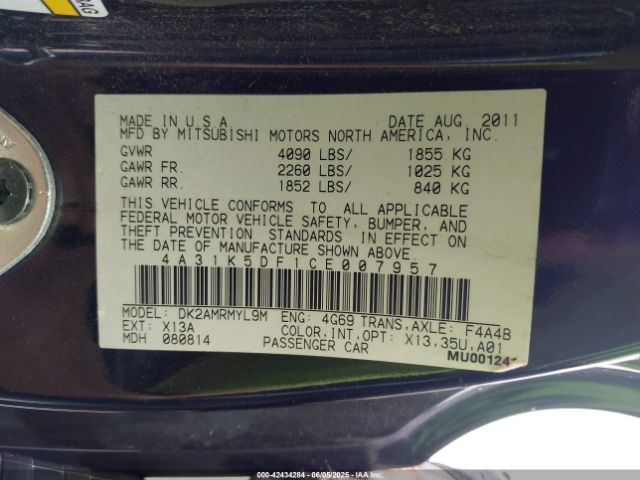 BAG
MADE IN U.S.A DATE AUG. 2011
MFD BY MITSUBISHI MOTORS NORTH AMERICA, INC.
GVWR 4090 LBS/ 1855 KG
GAWR FR. 2260 LBS/ 1025 KG
GAWR RR. 1852 LBS/ 840 KG
THIS VEHICLE CONFORMS TO ALL APPLICABLE
FEDERAL MOTOR VEHICLE SAFETY, BUMPER, AND
THEFT PREVENTION STANDARDS IN EFFECT ON
THE DATE OF MANUFACTURE SHOWN ABOVE.
4A31K5DF1CE007957
MODEL: DK2AMRMYL9M ENG: 4G69 TRANS,AXLE: F4A4B
EXT: X13A COLOR,INT,OPT: X13,35U,A01
MDH 080814 PASSENGER CAR
MU00124
000-42434284 - 06/05/2025 - IAAI.COM